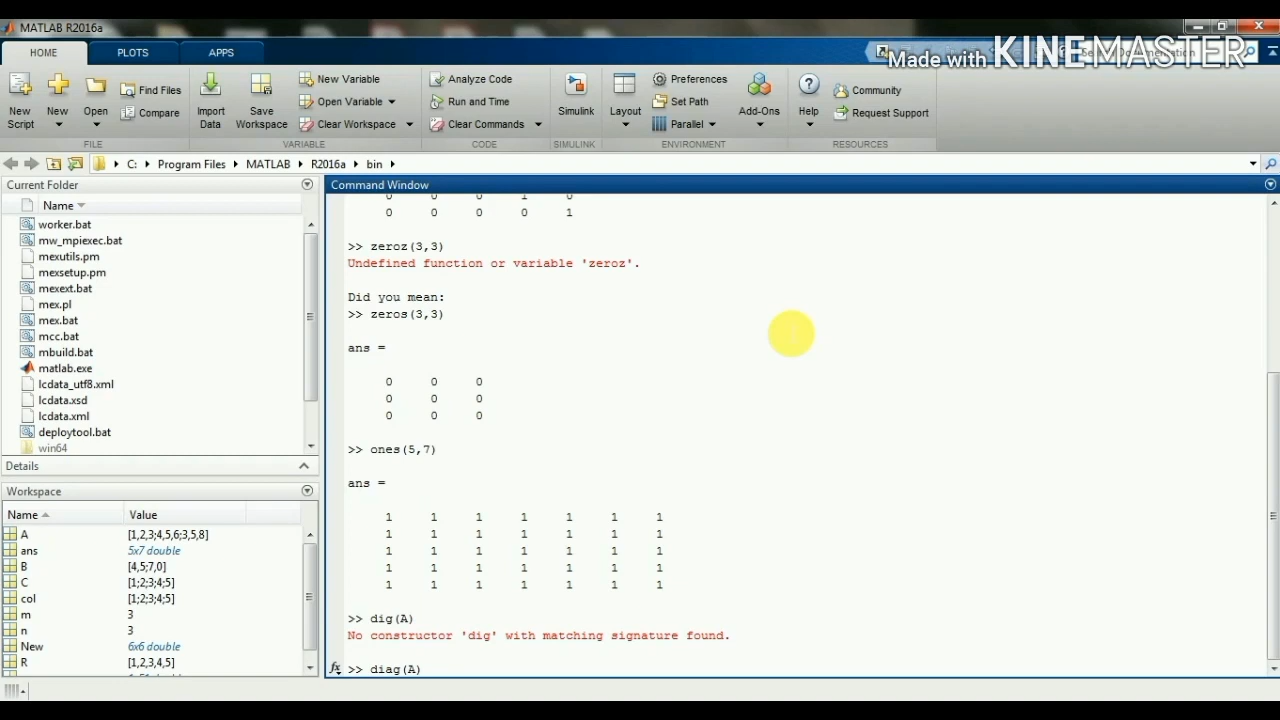 MATLAB R2016a
HOME PLOTS APPS
Made with KINEMASTER
New Script
New
Open
Find Files
Compare
Import Data
Save Workspace
New Variable
Open Variable
Clear Workspace
Analyze Code
Run and Time
Clear Commands
Simulink
Layout
Preferences
Set Path
Parallel
Add-Ons
Help
Community
Request Support
FILE VARIABLE CODE SIMULINK ENVIRONMENT RESOURCES
C: Program Files MATLAB R2016a bin
Current Folder
Name
worker.bat
mw_mpiexec.bat
mexutils.pm
mexsetup.pm
mexext.bat
mex.pl
mex.bat
mcc.bat
mbuild.bat
matlab.exe
lcdata_utf8.xml
lcdata.xsd
lcdata.xml
deploytool.bat
win64
Details
Workspace
Name Value
A [1,2,3;4,5,6;3,5,8]
ans 5x7 double
B [4,5;7,0]
C [1;2;3;4;5]
col [1;2;3;4;5]
m 3
n 3
New 6x6 double
R [1,2,3,4,5]
Command Window
0 0 0 1 0
0 0 0 0 1
>> zeroz(3,3)
Undefined function or variable 'zeroz'.
Did you mean:
>> zeros(3,3)
ans =
0 0 0
0 0 0
0 0 0
>> ones(5,7)
ans =
1 1 1 1 1 1 1
1 1 1 1 1 1 1
1 1 1 1 1 1 1
1 1 1 1 1 1 1
1 1 1 1 1 1 1
>> dig(A)
No constructor 'dig' with matching signature found.
fx >> diag(A)